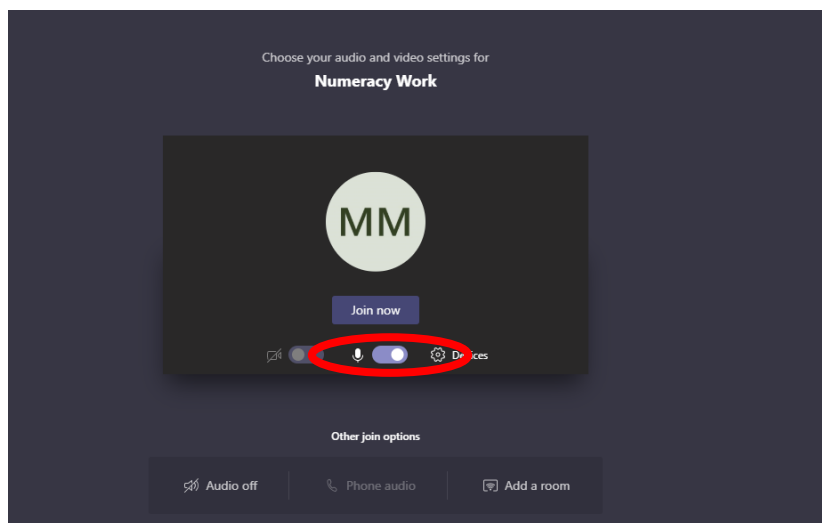 Choose your audio and video settings for
Numeracy Work
MM
Join now
Devices
Other join options
Audio off Phone audio Add a room